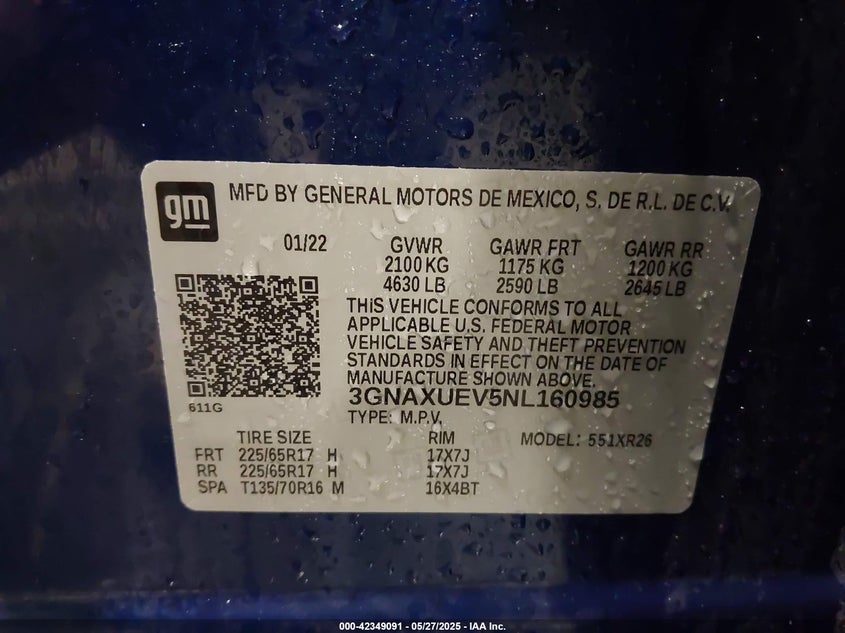 gm
MFD BY GENERAL MOTORS DE MEXICO, S. DE R.L. DE C.V.
01/22 GVWR GAWR FRT GAWR RR
2100 KG 1175 KG 1200 KG
4630 LB 2590 LB 2645 LB
THIS VEHICLE CONFORMS TO ALL
APPLICABLE U.S. FEDERAL MOTOR
VEHICLE SAFETY AND THEFT PREVENTION
STANDARDS IN EFFECT ON THE DATE OF
MANUFACTURE SHOWN ABOVE.
3GNAXUEV5NL160985
611G
TYPE: M.P.V.
TIRE SIZE RIM MODEL: 551XR26
FRT 225/65R17 H 17X7J
RR 225/65R17 H 17X7J
SPA T135/70R16 M 16X4BT
000-42349091 — 05/27/2025 — IAA Inc.